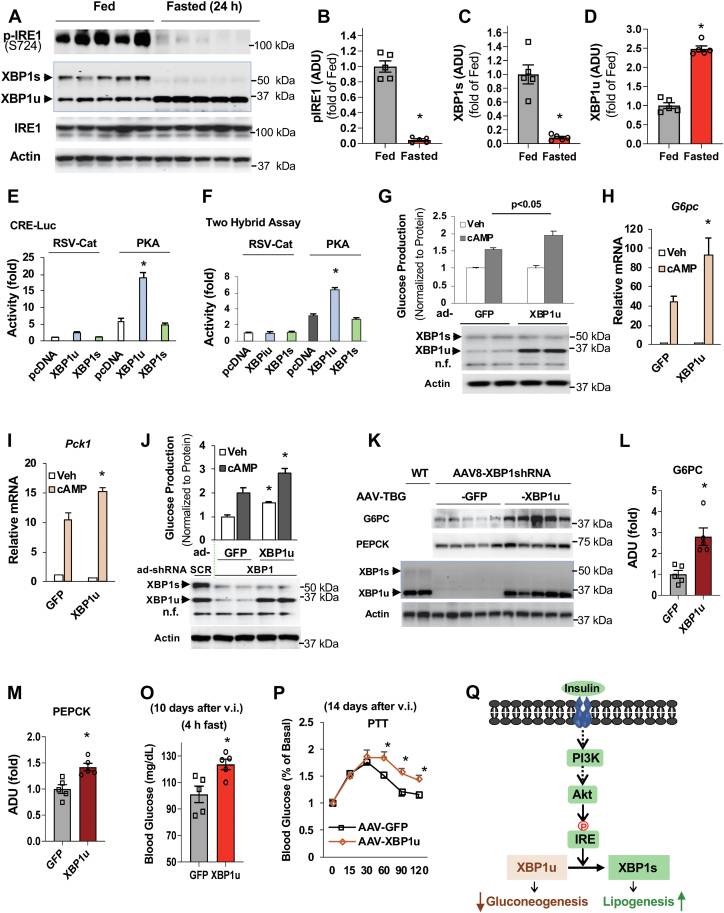 A
Fed
Fasted (24 h)
p-IRE1
(S724)
100 kDa
XBP1s
50 kDa
XBP1u
37 kDa
IRE1
100 kDa
Actin
37 kDa
B
pIRE1 (ADU)
(fold of Fed)
1.4
1.2
1.0
0.8
0.6
0.4
0.2
0.0
*
Fed Fasted
C
XBP1s (ADU)
(fold of Fed)
1.4
1.2
1.0
0.8
0.6
0.4
0.2
0.0
*
Fed Fasted
D
XBP1u (ADU)
(fold of Fed)
3.0
2.5
2.0
1.5
1.0
0.5
0.0
*
Fed Fasted
E
CRE-Luc
RSV-Cat PKA
Activity (fold)
25
20
15
10
5
0
*
pcDNA XBP1u XBP1s pcDNA XBP1u XBP1s
F
Two Hybrid Assay
RSV-Cat PKA
Activity (fold)
8
6
4
2
0
*
pcDNA XBPlu XBP1s pcDNA XBP1u XBP1s
G
p<0.05
Veh
cAMP
Glucose Production
(Normalized to Protein)
2.5
2
1.5
1
0.5
0
ad- GFP XBP1u
XBP1s
50 kDa
XBP1u
37 kDa
n.f.
Actin
37 kDa
H
G6pc
Veh
cAMP
Relative mRNA
150
100
50
0
*
GFP XBP1u
I
Pck1
Veh
cAMP
Relative mRNA
20
15
10
5
0
*
GFP XBP1u
J
Veh
cAMP
Glucose Production
(Normalized to Protein)
4
3
2
1
0
* *
ad- GFP XBP1u
ad-shRNA SCR XBP1
XBP1s
50 kDa
XBP1u
37 kDa
n.f.
Actin
37 kDa
K
WT AAV8-XBP1shRNA
AAV-TBG -GFP -XBP1u
G6PC
37 kDa
PEPCK
75 kDa
XBP1s
50 kDa
XBP1u
37 kDa
Actin
37 kDa
L
G6PC
ADU (fold)
5
4
3
2
1
0
*
GFP XBP1u
M
PEPCK
ADU (fold)
2.0
1.5
1.0
0.5
0.0
*
GFP XBP1u
O
(10 days after v.i.)
(4 h fast)
Blood Glucose (mg/dL)
150
130
110
90
70
*
GFP XBP1u
P
(14 days after v.i.)
PTT
Blood Glucose (% of Basal)
2.5
2
1.5
1
0.5
0
* * *
AAV-GFP
AAV-XBP1u
0 15 30 60 90 120
Q
Insulin
PI3K
Akt
P
IRE
XBP1u XBP1s
Gluconeogenesis Lipogenesis